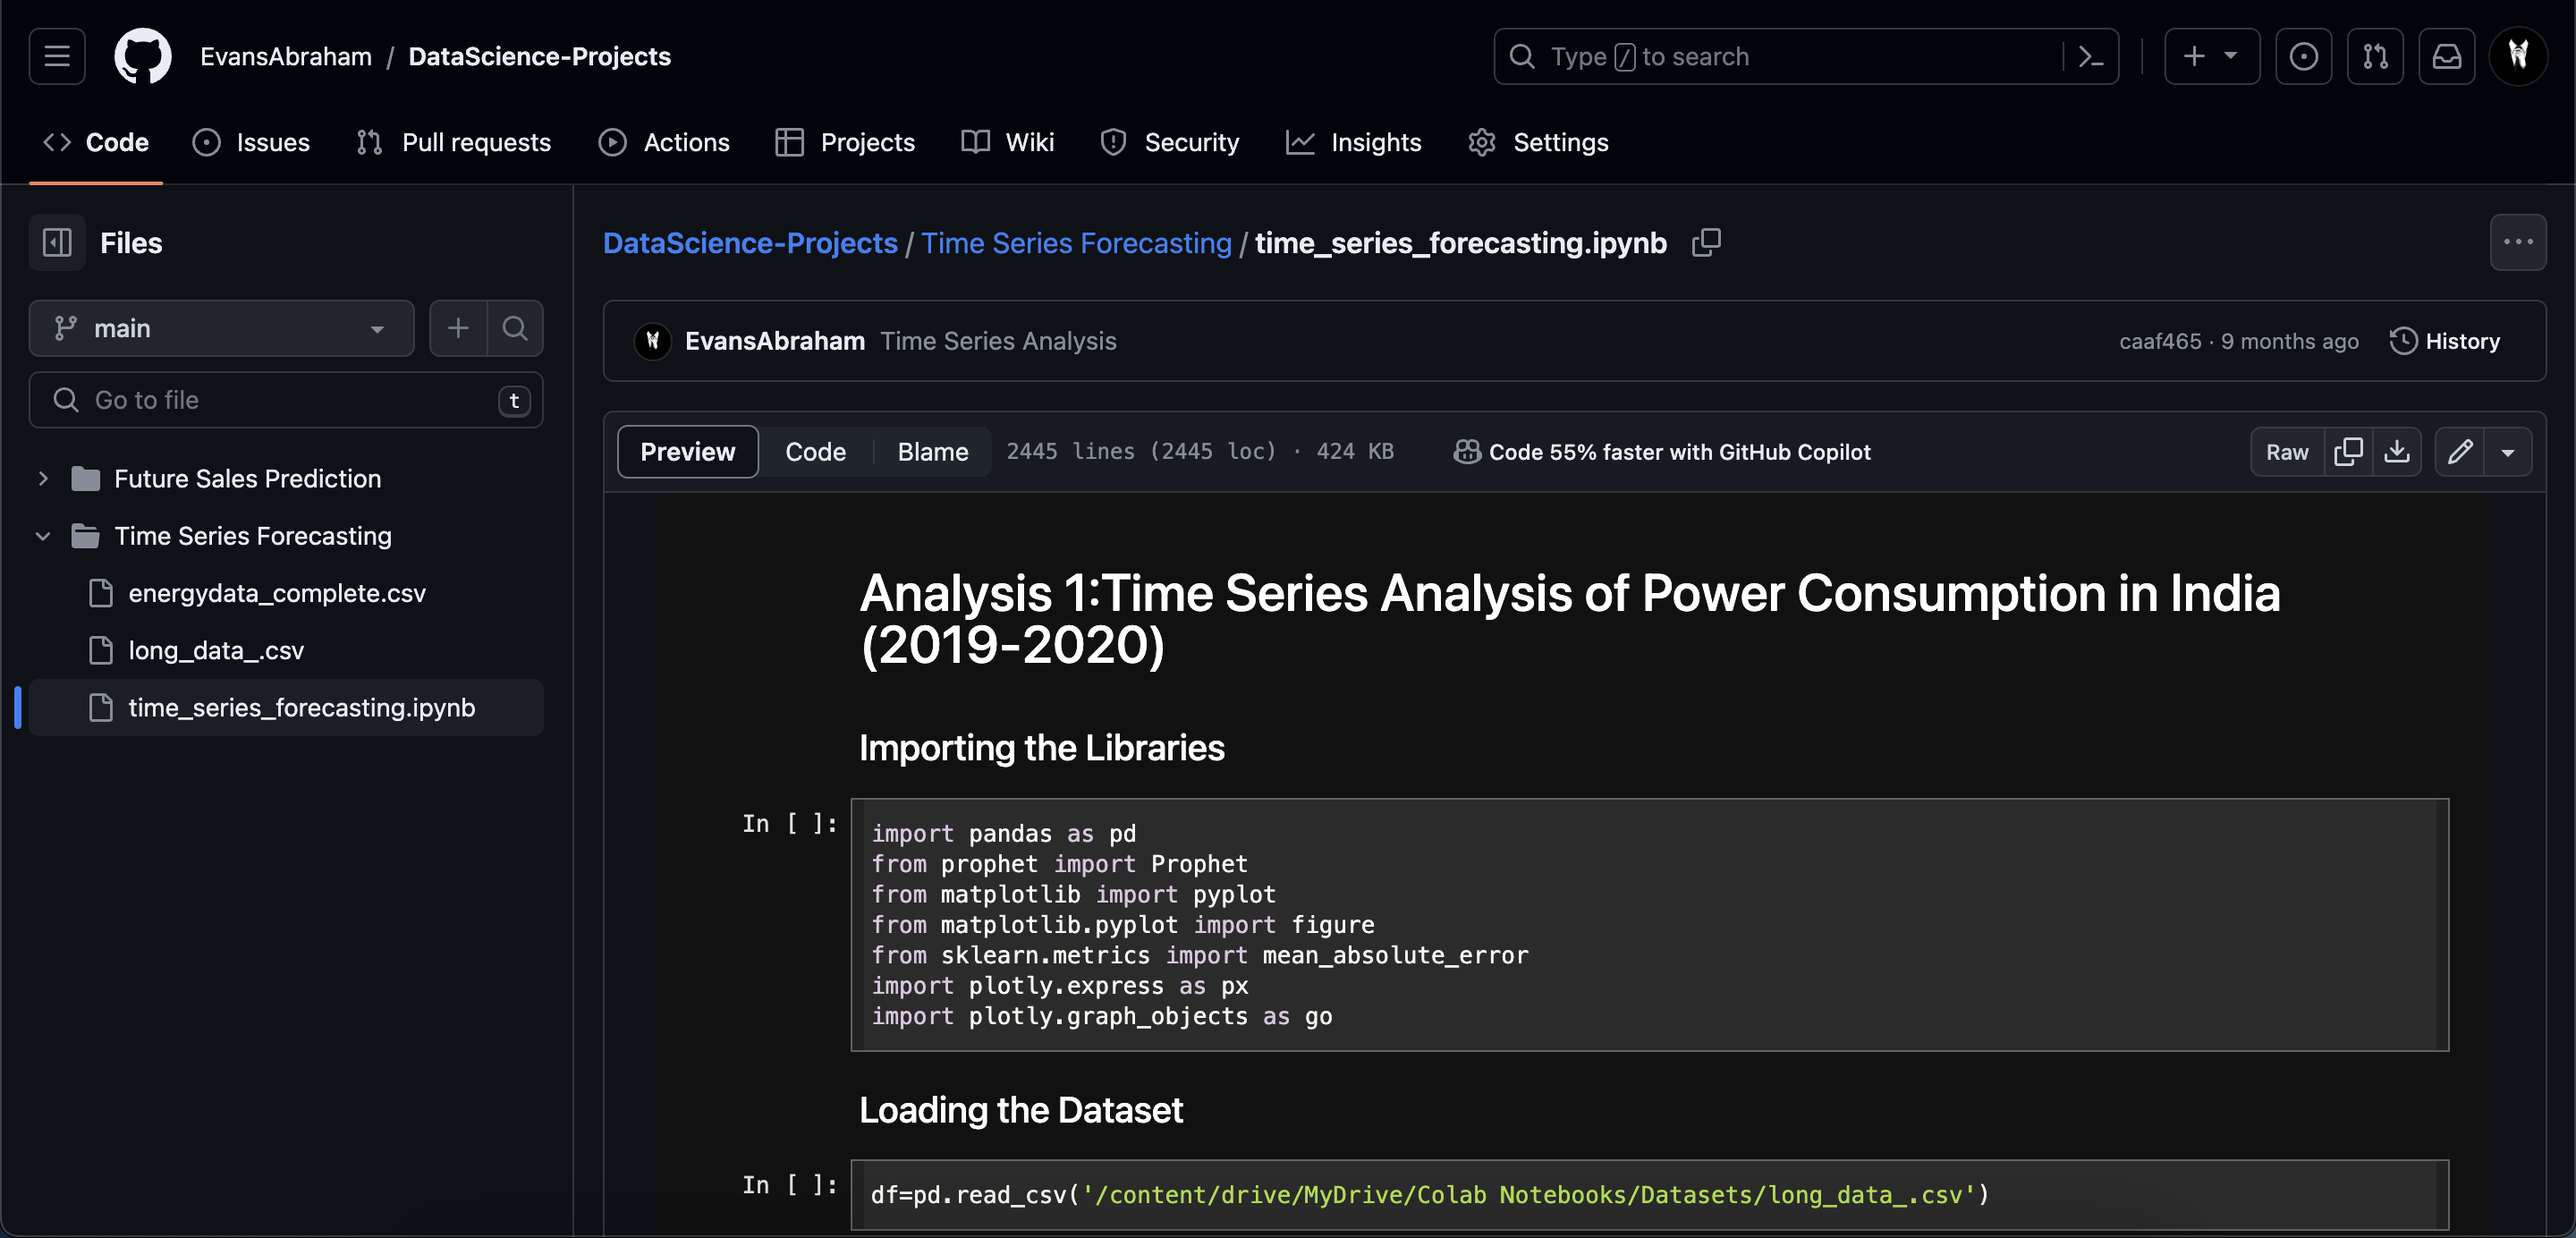 EvansAbraham / DataScience-Projects
Type / to search
Code
Issues
Pull requests
Actions
Projects
Wiki
Security
Insights
Settings
Files
main
Go to file
t
Future Sales Prediction
Time Series Forecasting
energydata_complete.csv
long_data_.csv
time_series_forecasting.ipynb
DataScience-Projects / Time Series Forecasting / time_series_forecasting.ipynb
EvansAbraham Time Series Analysis
caaf465 · 9 months ago
History
Preview
Code
Blame
2445 lines (2445 loc) · 424 KB
Code 55% faster with GitHub Copilot
Raw
Analysis 1:Time Series Analysis of Power Consumption in India
(2019-2020)
Importing the Libraries
In [ ]:
import pandas as pd
from prophet import Prophet
from matplotlib import pyplot
from matplotlib.pyplot import figure
from sklearn.metrics import mean_absolute_error
import plotly.express as px
import plotly.graph_objects as go
Loading the Dataset
In [ ]:
df=pd.read_csv('/content/drive/MyDrive/Colab Notebooks/Datasets/long_data_.csv')